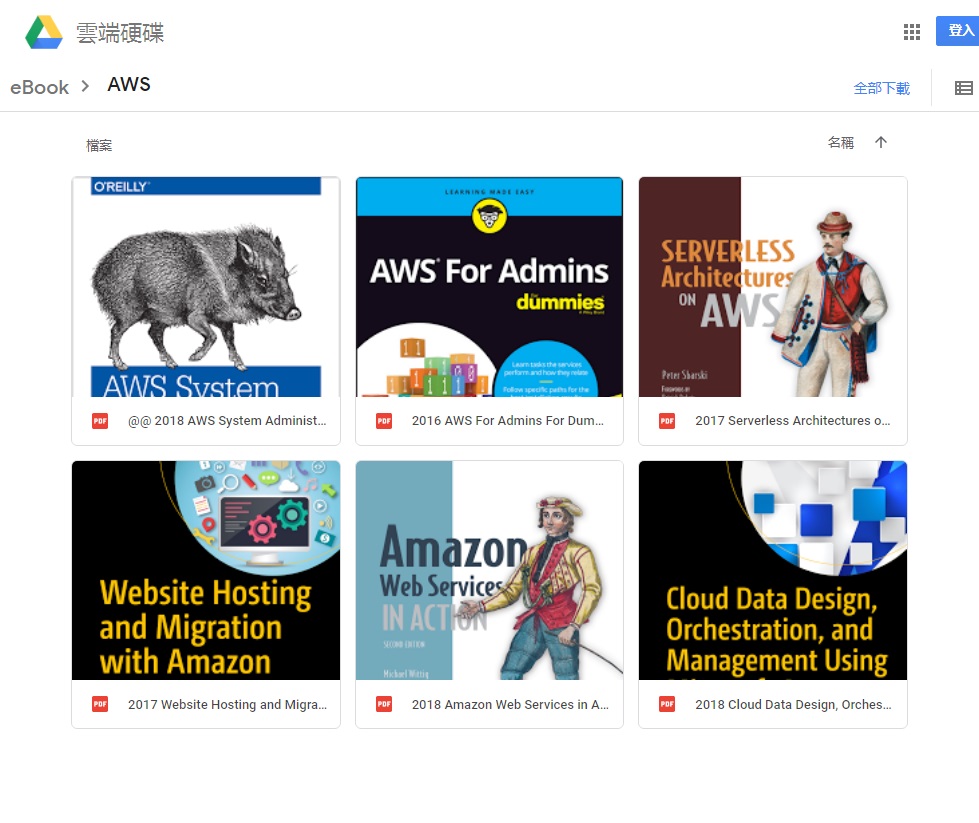 雲端硬碟
登入
eBook > AWS
全部下載
檔案
名稱
O'REILLY®
AWS System
LEARNING MADE EASY
AWS® For Admins
for dummies
A Wiley Brand
Learn tasks the services
perform and how they relate
Follow specific paths for the
SERVERLESS
Architectures
ON AWS
Peter Sbarski
FOREWORD BY
PDF @@ 2018 AWS System Administ...
PDF 2016 AWS For Admins For Dum...
PDF 2017 Serverless Architectures o...
Website Hosting
and Migration
with Amazon
Amazon
Web Services
IN ACTION
SECOND EDITION
Michael Wittig
Cloud Data Design,
Orchestration, and
Management Using
PDF 2017 Website Hosting and Migra...
PDF 2018 Amazon Web Services in A...
PDF 2018 Cloud Data Design, Orches...